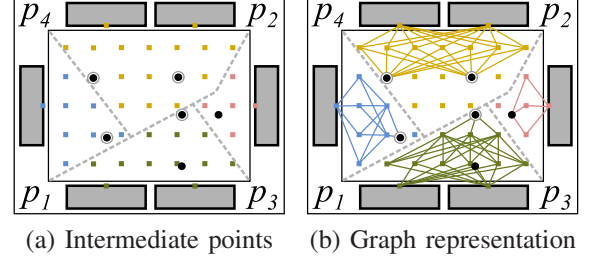 p4 p2 p4 p2
p1 p3 p1 p3
(a) Intermediate points (b) Graph representation